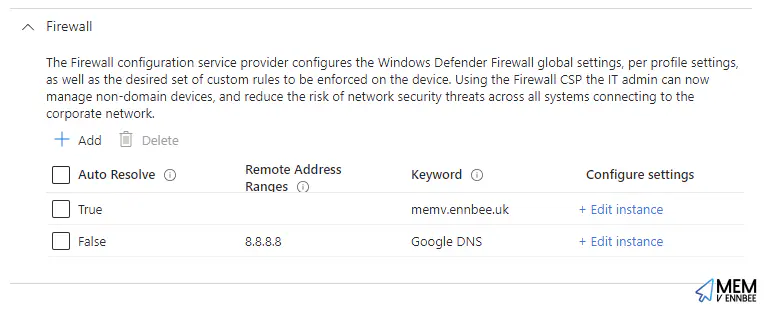 Firewall
The Firewall configuration service provider configures the Windows Defender Firewall global settings, per profile settings,
as well as the desired set of custom rules to be enforced on the device. Using the Firewall CSP the IT admin can now
manage non-domain devices, and reduce the risk of network security threats across all systems connecting to the
corporate network.
+ Add Delete
Auto Resolve Remote Address Ranges Keyword Configure settings
True memv.ennbee.uk + Edit instance
False 8.8.8.8 Google DNS + Edit instance
MEM
V ENNBEE